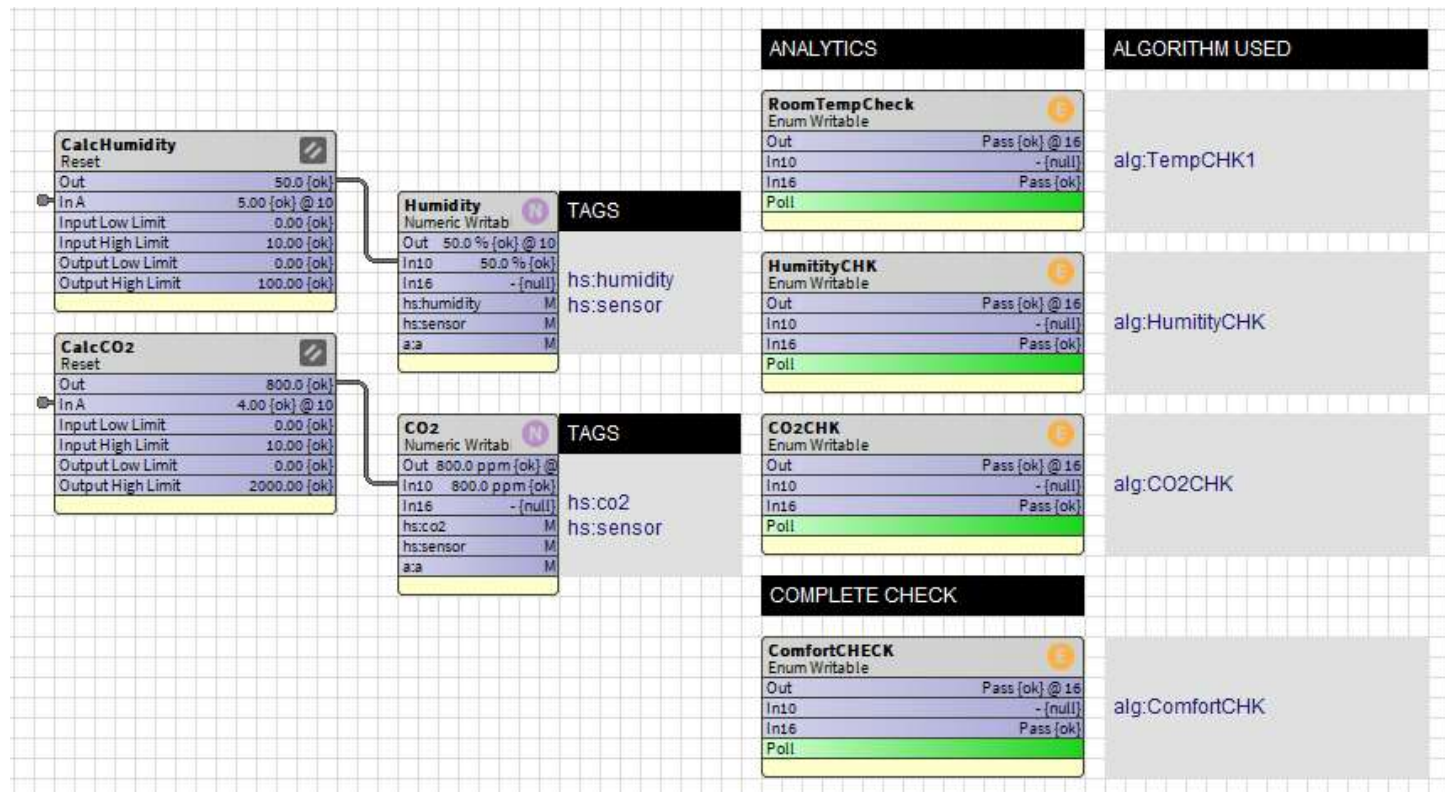 ANALYTICS
ALGORITHM USED
CalcHumidity
Reset
Out 50.0 {ok}
In A 5.00 {ok} @ 10
Input Low Limit 0.00 {ok}
Input High Limit 10.00 {ok}
Output Low Limit 0.00 {ok}
Output High Limit 100.00 {ok}
CalcCO2
Reset
Out 800.0 {ok}
In A 4.00 {ok} @ 10
Input Low Limit 0.00 {ok}
Input High Limit 10.00 {ok}
Output Low Limit 0.00 {ok}
Output High Limit 2000.00 {ok}
Humidity
N
Numeric Writab
Out 50.0 % {ok} @ 10
In10 50.0 % {ok}
In16 - {null}
hs:humidity M
hs:sensor M
a:a M
TAGS
hs:humidity
hs:sensor
CO2
N
Numeric Writab
Out 800.0 ppm {ok} @
In10 800.0 ppm {ok}
In16 - {null}
hs:co2 M
hs:sensor M
a:a M
TAGS
hs:co2
hs:sensor
RoomTempCheck
E
Enum Writable
Out Pass {ok} @ 16
In10 - {null}
In16 Pass {ok}
Poll
alg:TempCHK1
HumitityCHK
E
Enum Writable
Out Pass {ok} @ 16
In10 - {null}
In16 Pass {ok}
Poll
alg:HumitityCHK
CO2CHK
E
Enum Writable
Out Pass {ok} @ 16
In10 - {null}
In16 Pass {ok}
Poll
alg:CO2CHK
COMPLETE CHECK
ComfortCHECK
E
Enum Writable
Out Pass {ok} @ 16
In10 - {null}
In16 Pass {ok}
Poll
alg:ComfortCHK